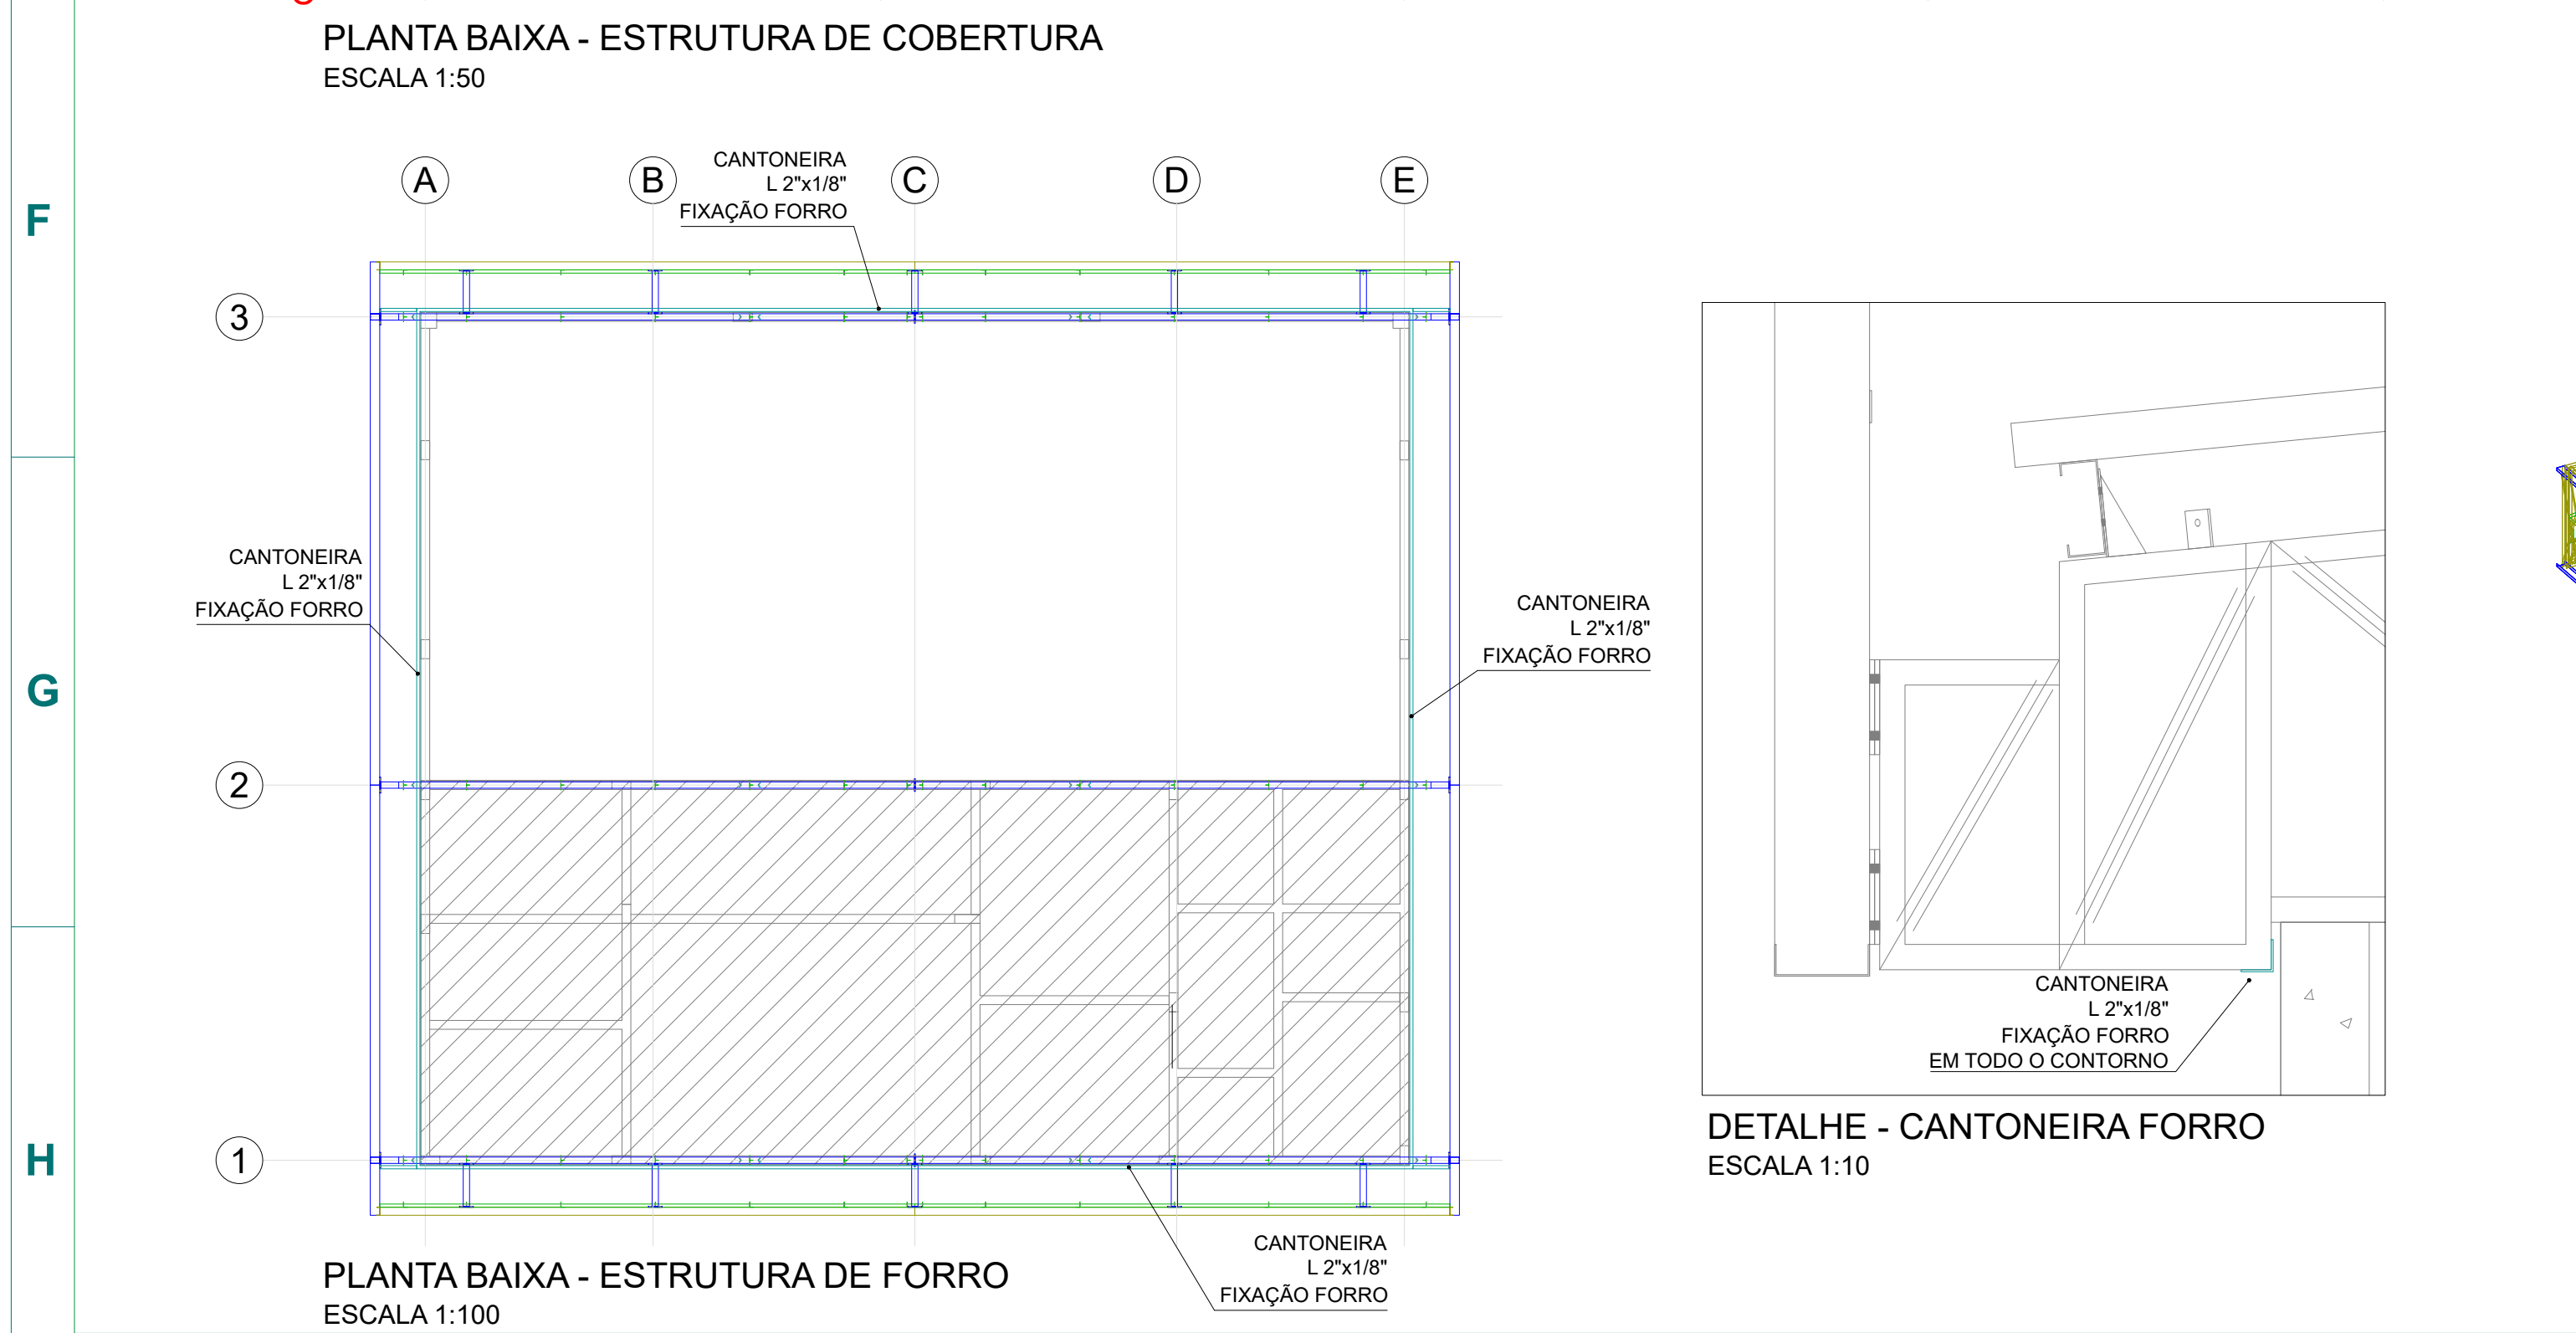 PLANTA BAIXA - ESTRUTURA DE COBERTURA
ESCALA 1:50
CANTONEIRA
L 2"x1/8"
FIXAÇÃO FORRO
A
B
C
D
E
F
3
CANTONEIRA
L 2"x1/8"
FIXAÇÃO FORRO
CANTONEIRA
L 2"x1/8"
FIXAÇÃO FORRO
G
2
CANTONEIRA
L 2"x1/8"
FIXAÇÃO FORRO
EM TODO O CONTORNO
DETALHE - CANTONEIRA FORRO
ESCALA 1:10
H
1
CANTONEIRA
L 2"x1/8"
FIXAÇÃO FORRO
PLANTA BAIXA - ESTRUTURA DE FORRO
ESCALA 1:100